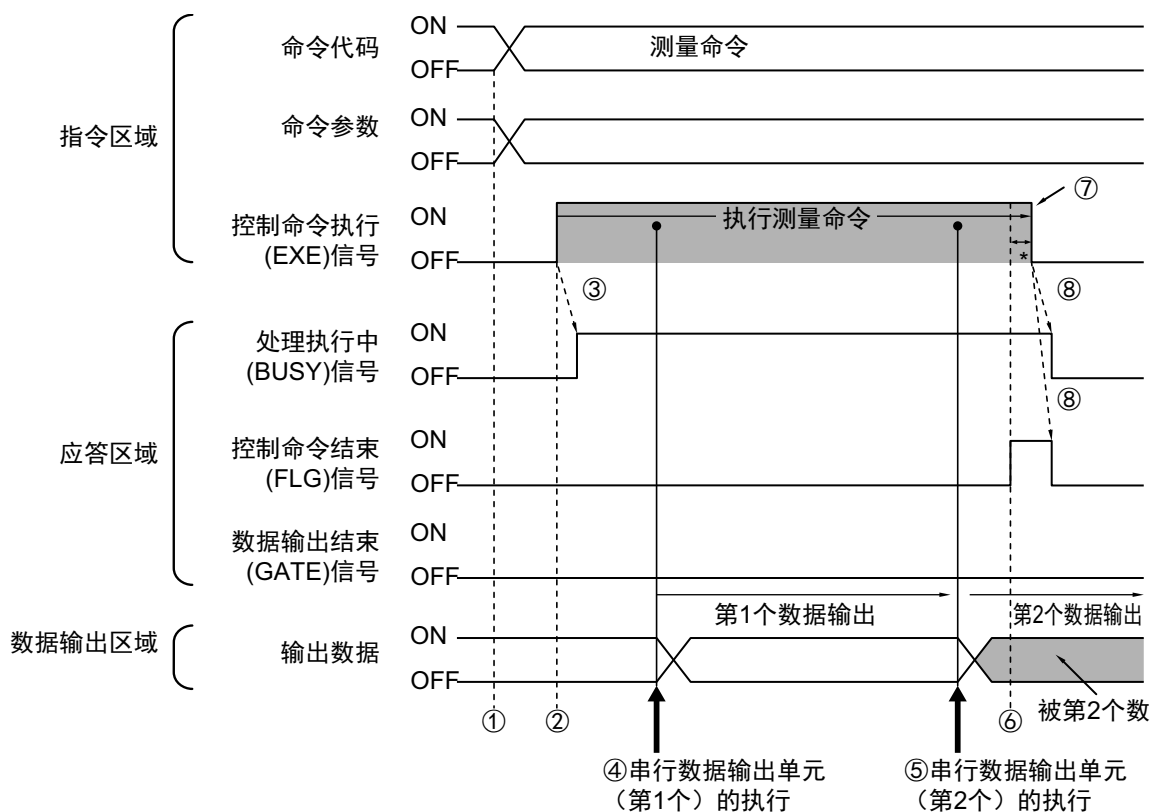 命令代码 ON 测量命令
OFF
指令区域
命令参数 ON
OFF
控制命令执行 ON 执行测量命令 ⑦
(EXE)信号 OFF *
③ ⑧
处理执行中 ON
(BUSY)信号 OFF
⑧
应答区域
控制命令结束 ON
(FLG)信号 OFF
数据输出结束 ON
(GATE)信号 OFF
第1个数据输出 第2个数据输出
数据输出区域
输出数据 ON
OFF
① ② ⑥ 被第2个数
④串行数据输出单元 ⑤串行数据输出单元
(第1个)的执行 (第2个)的执行